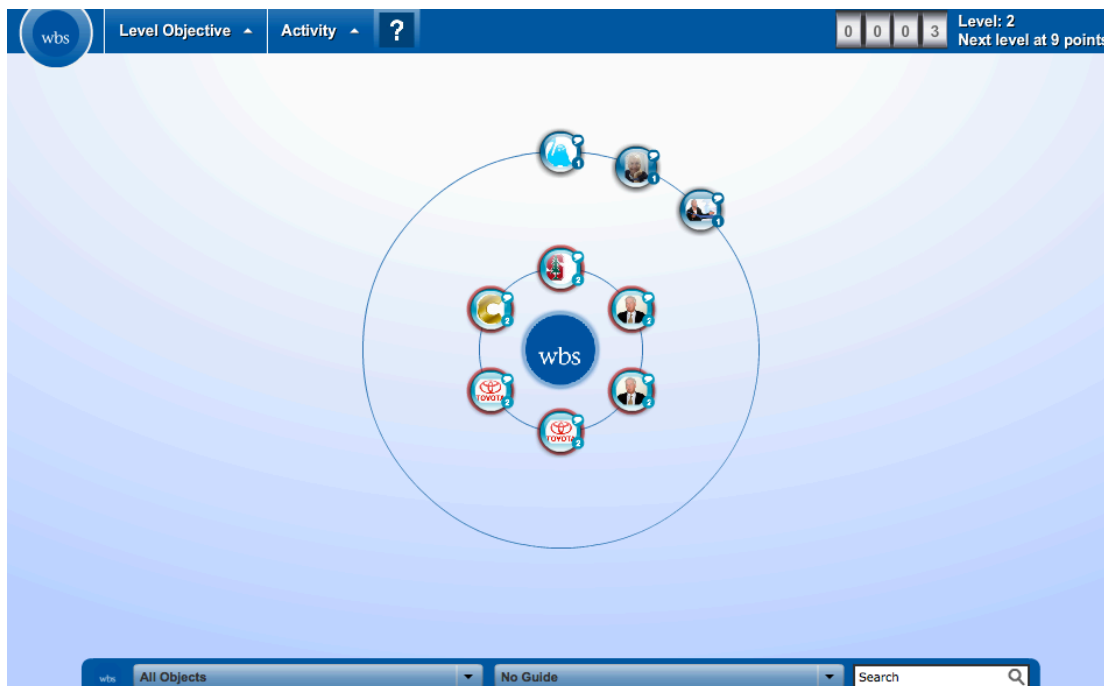 wbs
Level Objective
Activity
?
0 0 0 3
Level: 2
Next level at 9 points
1
1
1
S
2
C
2
2
wbs
TOYOTA
2
2
TOYOTA
2
wbs
All Objects
No Guide
Search